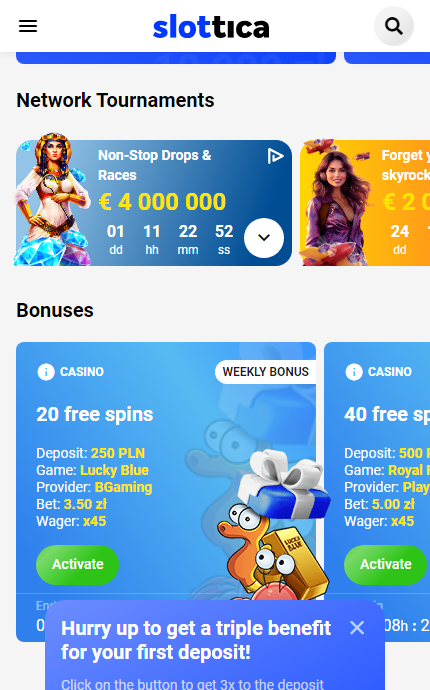 slottica
Network Tournaments
Non-Stop Drops &
Races
€ 4 000 000
01 11 22 52
dd hh mm ss
Forget y
skyrock
€ 2 0
24
dd
Bonuses
CASINO
WEEKLY BONUS
20 free spins
Deposit: 250 PLN
Game: Lucky Blue
Provider: BGaming
Bet: 3.50 zł
Wager: x45
Activate
LUCKY
BLUE
CASINO
40 free sp
Deposit: 500 P
Game: Royal
Provider: Play
Bet: 5.00 zł
Wager: x45
Activate
08h : 2
Hurry up to get a triple benefit
for your first deposit!
Click on the button to get 3x to the deposit